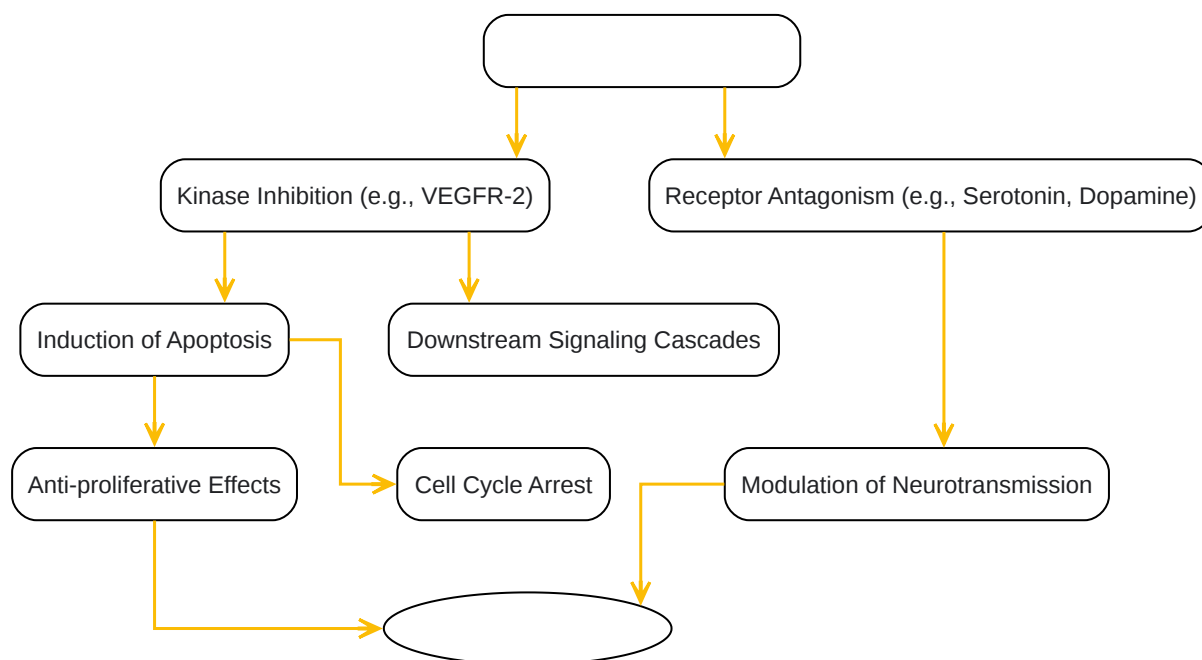 Kinase Inhibition (e.g., VEGFR-2)
Receptor Antagonism (e.g., Serotonin, Dopamine)
Induction of Apoptosis
Downstream Signaling Cascades
Anti-proliferative Effects
Cell Cycle Arrest
Modulation of Neurotransmission